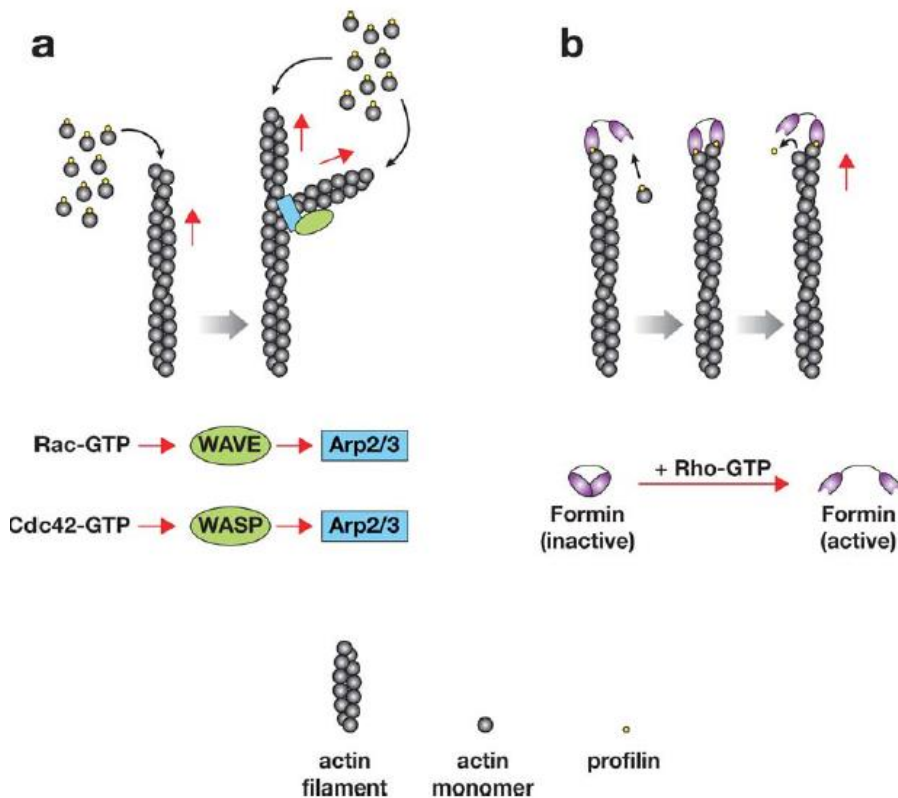 a
b
Rac-GTP WAVE Arp2/3
Cdc42-GTP WASP Arp2/3
+ Rho-GTP
Formin
(inactive)
Formin
(active)
actin
filament
actin
monomer
profilin